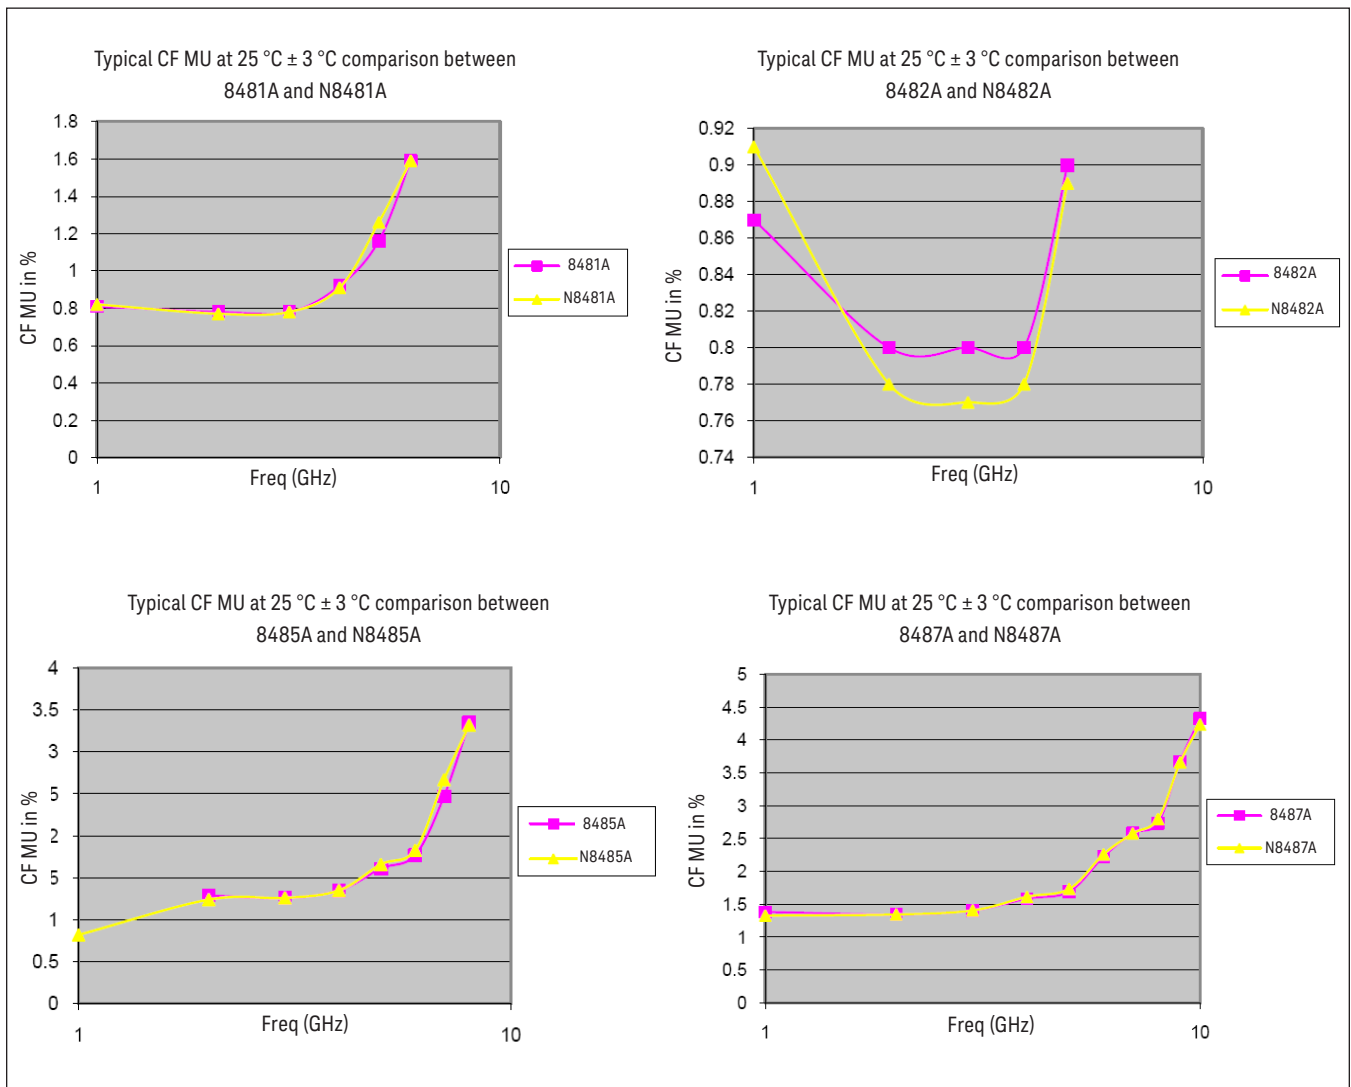 Typical CF MU at 25 °C ± 3 °C comparison between
8481A and N8481A
1.8
1.6
1.4
1.2
1
0.8
0.6
0.4
0.2
0
CF MU in %
1
Freq (GHz)
10
8481A
N8481A
Typical CF MU at 25 °C ± 3 °C comparison between
8482A and N8482A
0.92
0.9
0.88
0.86
0.84
0.82
0.8
0.78
0.76
0.74
CF MU in %
1
Freq (GHz)
10
8482A
N8482A
Typical CF MU at 25 °C ± 3 °C comparison between
8485A and N8485A
4
3.5
3
5
2
5
1
0.5
0
CF MU in %
1
Freq (GHz)
10
8485A
N8485A
Typical CF MU at 25 °C ± 3 °C comparison between
8487A and N8487A
5
4.5
4
3.5
3
2.5
2
1.5
1
0.5
0
CF MU in %
1
Freq (GHz)
10
8487A
N8487A